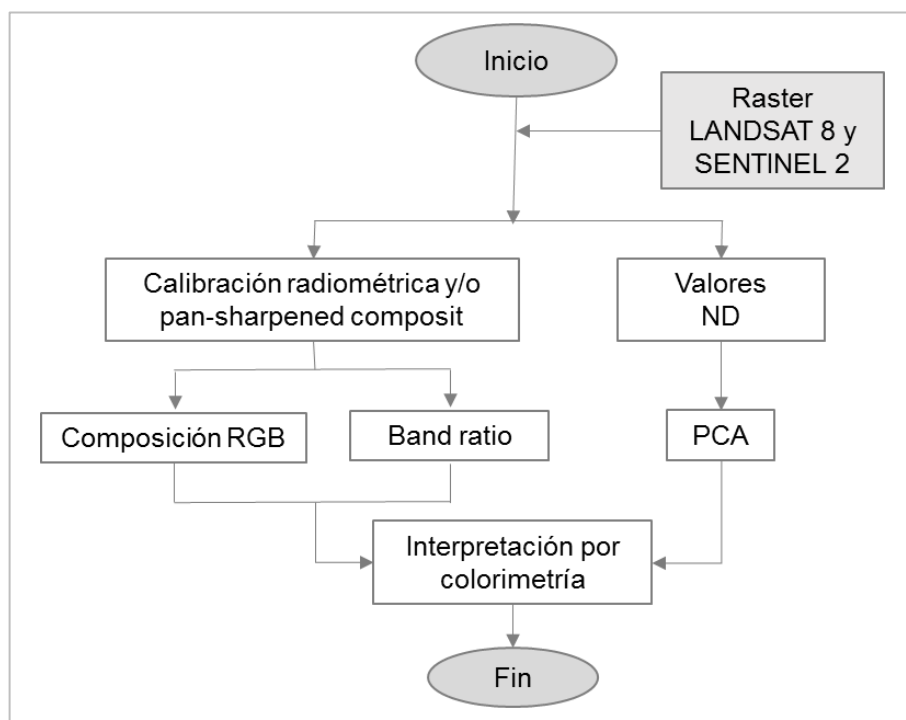 Inicio
Raster
LANDSAT 8 y
SENTINEL 2
Calibración radiométrica y/o
pan-sharpened composit
Valores
ND
Composición RGB
Band ratio
PCA
Interpretación por
colorimetría
Fin